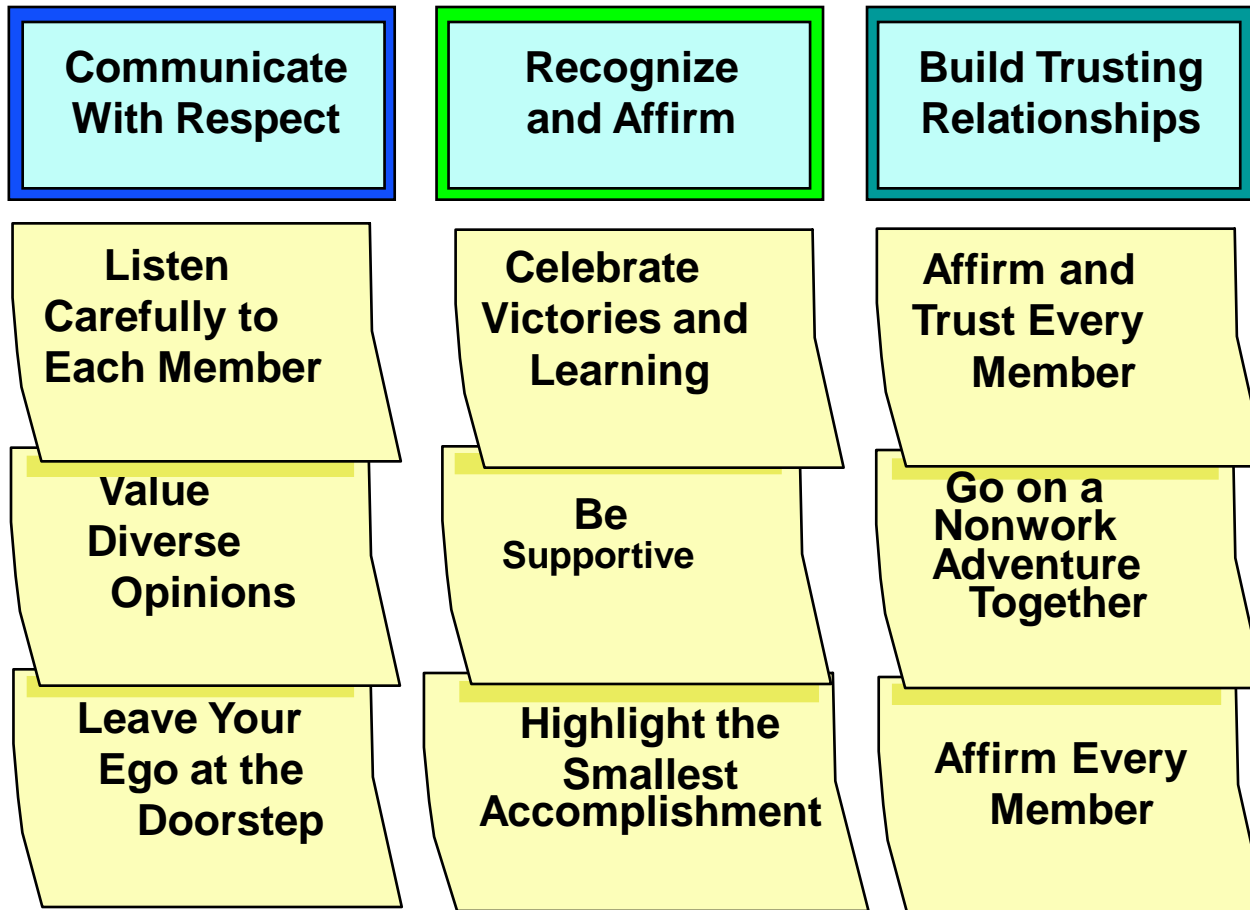 Communicate
With Respect
Recognize
and Affirm
Build Trusting
Relationships
Listen
Carefully to
Each Member
Celebrate
Victories and
Learning
Affirm and
Trust Every
Member
Value
Diverse
Opinions
Be
Supportive
Go on a
Nonwork
Adventure
Together
Leave Your
Ego at the
Doorstep
Highlight the
Smallest
Accomplishment
Affirm Every
Member